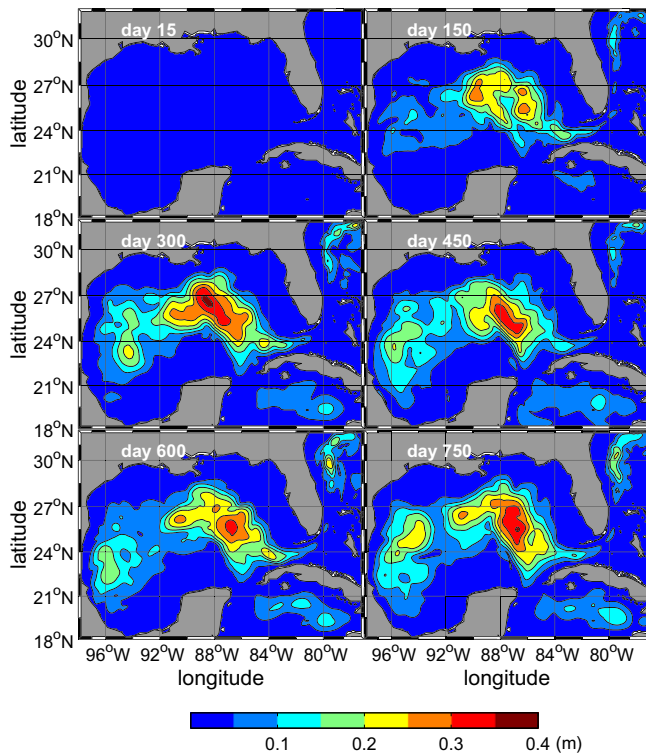 day 15
day 150
30°N
27°N
24°N
21°N
18°N
latitude
day 300
day 450
30°N
27°N
24°N
21°N
18°N
latitude
day 600
day 750
30°N
27°N
24°N
21°N
18°N
latitude
96°W 92°W 88°W 84°W 80°W
96°W 92°W 88°W 84°W 80°W
longitude
longitude
0.1 0.2 0.3 0.4 (m)